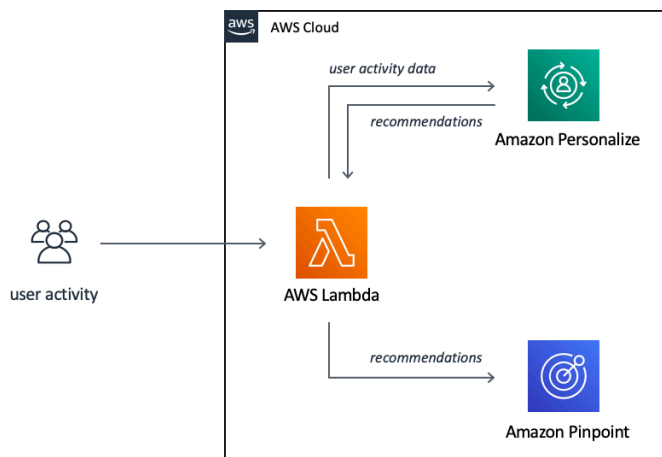 aws
AWS Cloud
user activity data
recommendations
Amazon Personalize
user activity
AWS Lambda
recommendations
Amazon Pinpoint